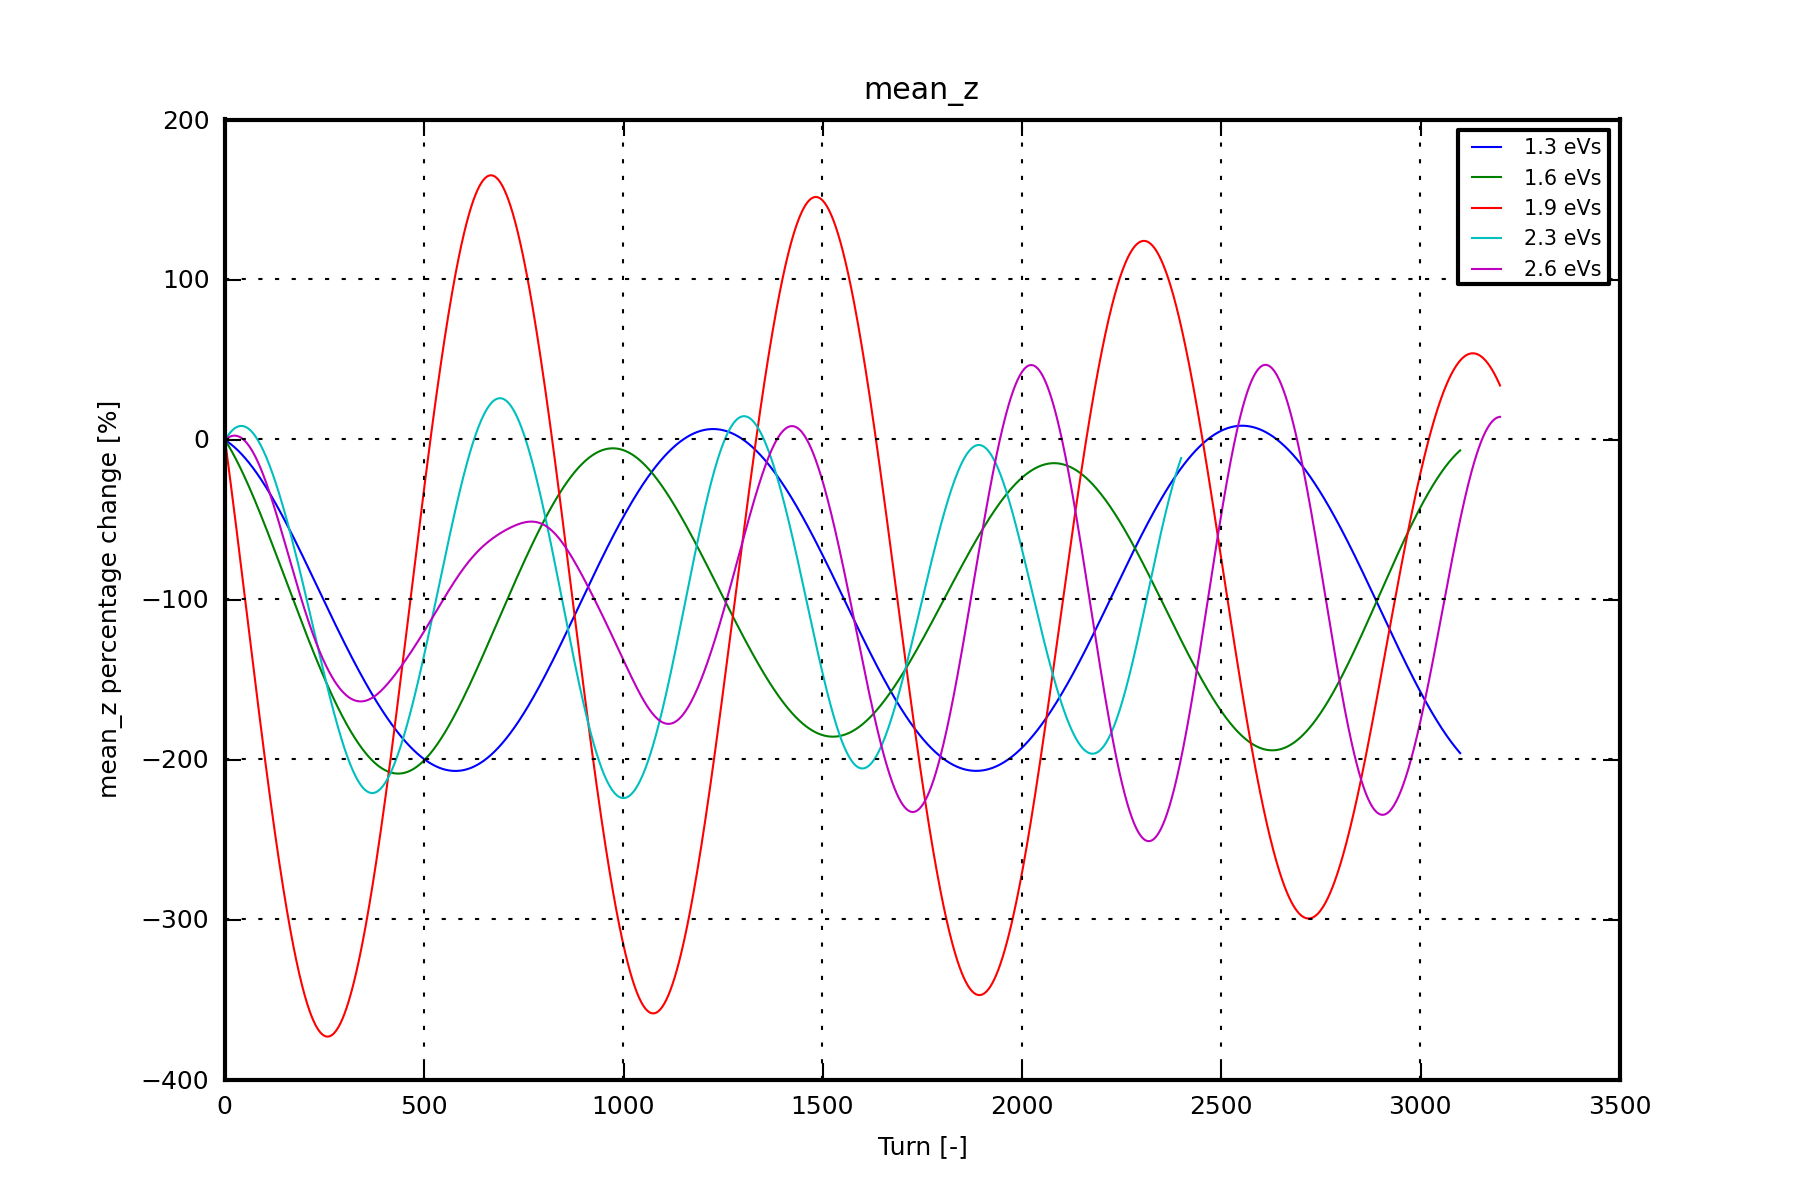 mean_z
200
100
0
−100
−200
−300
−400
mean_z percentage change [%]
1.3 eVs
1.6 eVs
1.9 eVs
2.3 eVs
2.6 eVs
0 500 1000 1500 2000 2500 3000 3500
Turn [-]